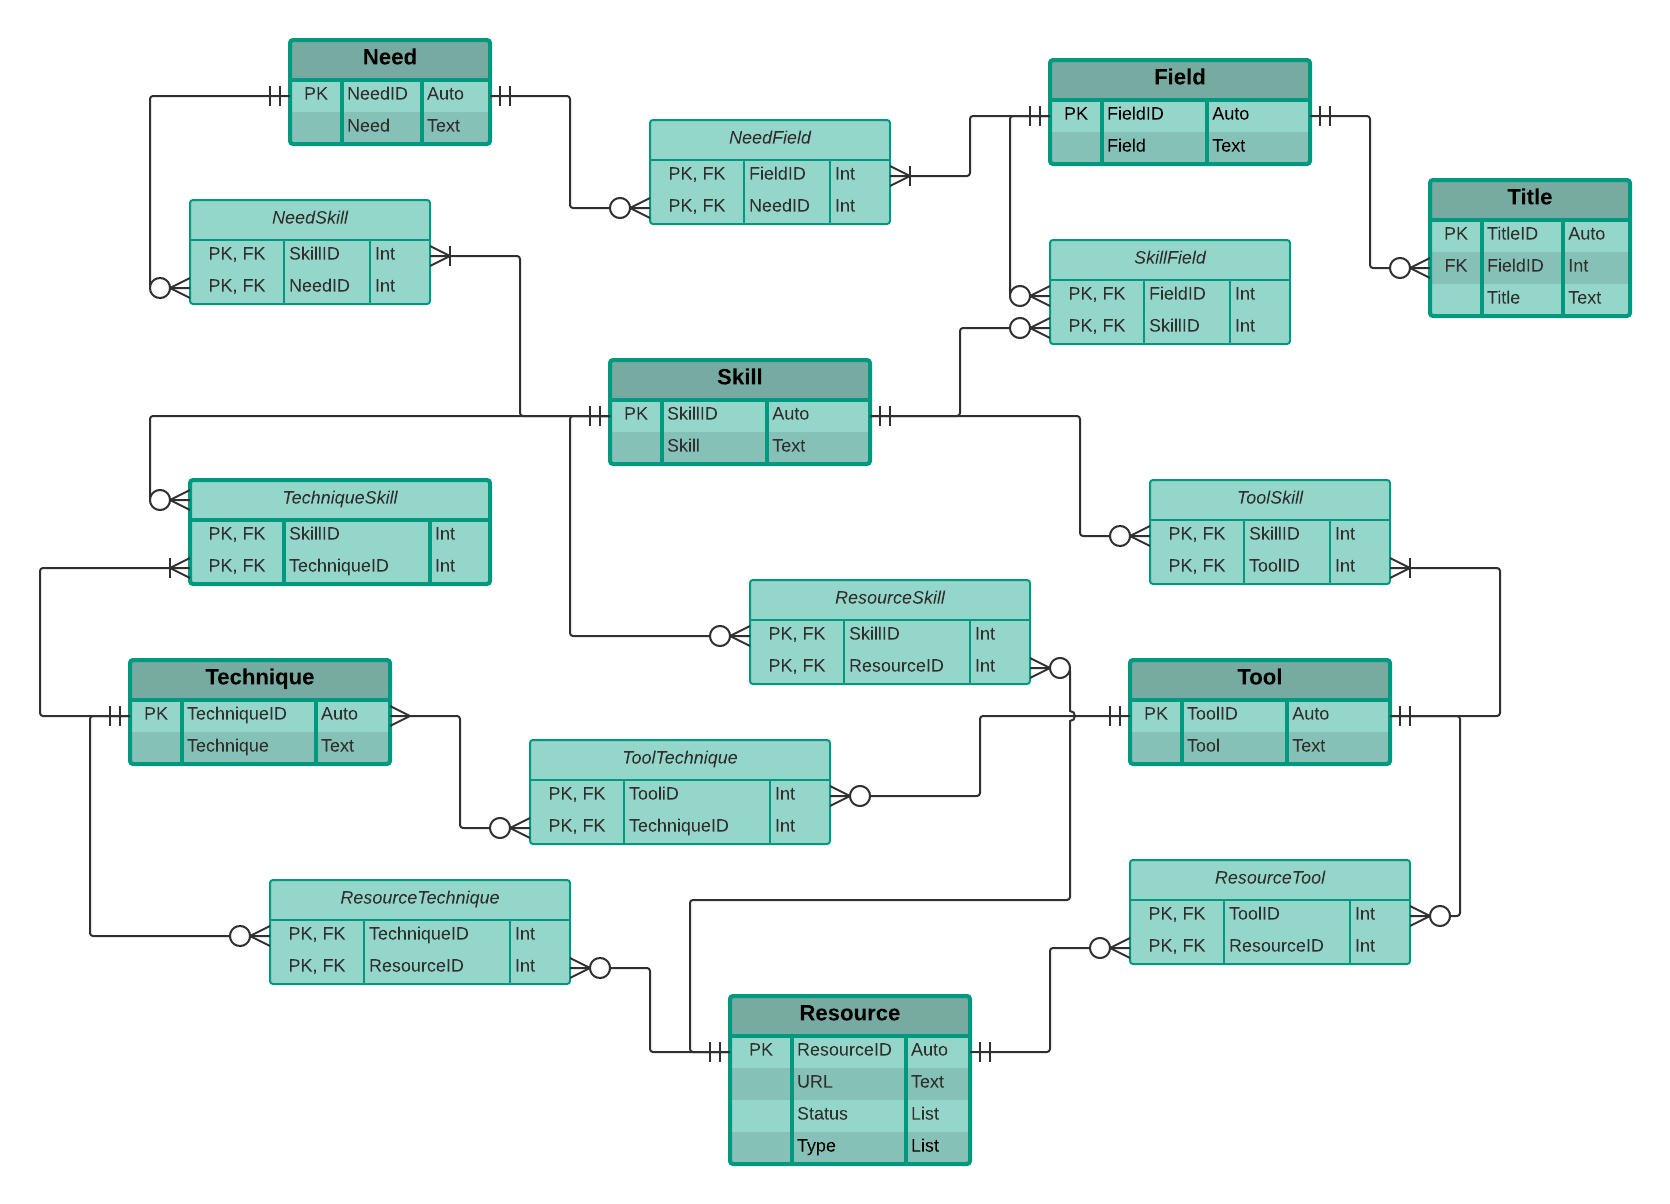 Need
PK NeedID Auto
Need Text
Field
PK FieldID Auto
Field Text
NeedField
PK, FK FieldID Int
PK, FK NeedID Int
Title
PK TitleID Auto
FK FieldID Int
Title Text
NeedSkill
PK, FK SkillID Int
PK, FK NeedID Int
SkillField
PK, FK FieldID Int
PK, FK SkillID Int
Skill
PK SkillID Auto
Skill Text
TechniqueSkill
PK, FK SkillID Int
PK, FK TechniqueID Int
ToolSkill
PK, FK SkillID Int
PK, FK ToolID Int
ResourceSkill
PK, FK SkillID Int
PK, FK ResourceID Int
Technique
PK TechniqueID Auto
Technique Text
Tool
PK ToolID Auto
Tool Text
ToolTechnique
PK, FK TooliD Int
PK, FK TechniqueID Int
ResourceTechnique
PK, FK TechniqueID Int
PK, FK ResourceID Int
ResourceTool
PK, FK ToolID Int
PK, FK ResourceID Int
Resource
PK ResourceID Auto
URL Text
Status List
Type List